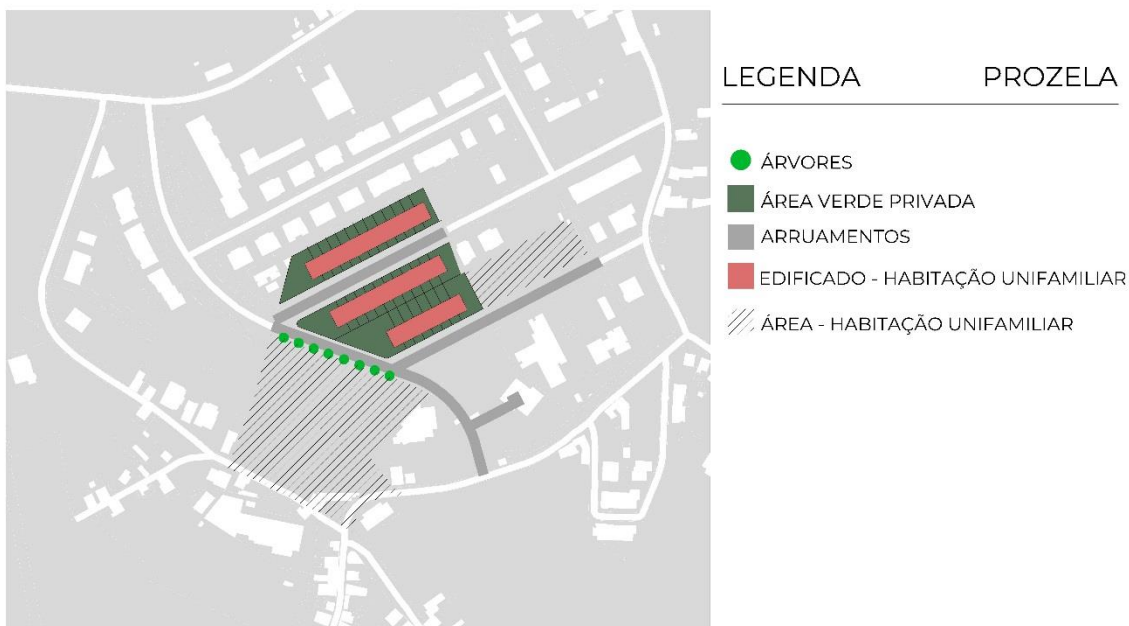 LEGENDA PROZELA
ÁRVORES
ÁREA VERDE PRIVADA
ARRUAMENTOS
EDIFICADO - HABITAÇÃO UNIFAMILIAR
ÁREA - HABITAÇÃO UNIFAMILIAR